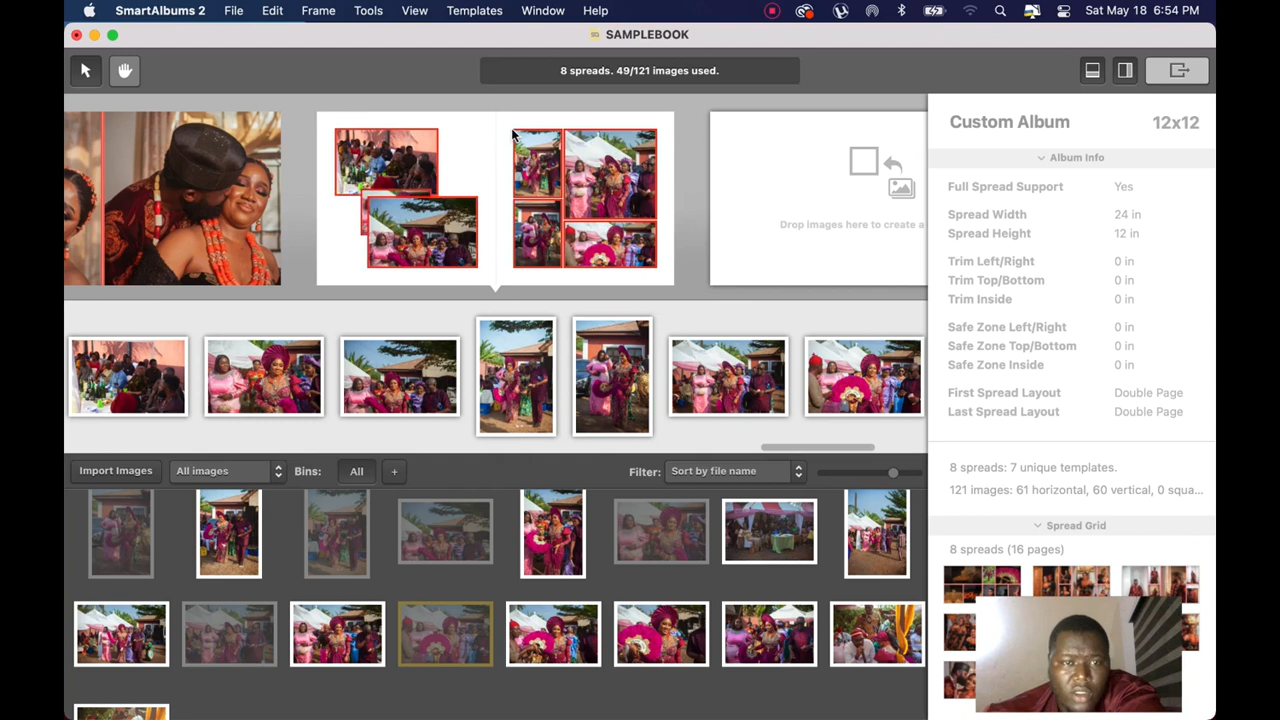 SmartAlbums 2 File Edit Frame Tools View Templates Window Help Sat May 18 6:54 PM
SAMPLEBOOK
8 spreads. 49/121 images used.
Drop images here to create a
Import Images All images Bins: All + Filter: Sort by file name
Custom Album 12x12
Album Info
Full Spread Support Yes
Spread Width 24 in
Spread Height 12 in
Trim Left/Right 0 in
Trim Top/Bottom 0 in
Trim Inside 0 in
Safe Zone Left/Right 0 in
Safe Zone Top/Bottom 0 in
Safe Zone Inside 0 in
First Spread Layout Double Page
Last Spread Layout Double Page
8 spreads: 7 unique templates.
121 images: 61 horizontal, 60 vertical, 0 squa...
Spread Grid
8 spreads (16 pages)